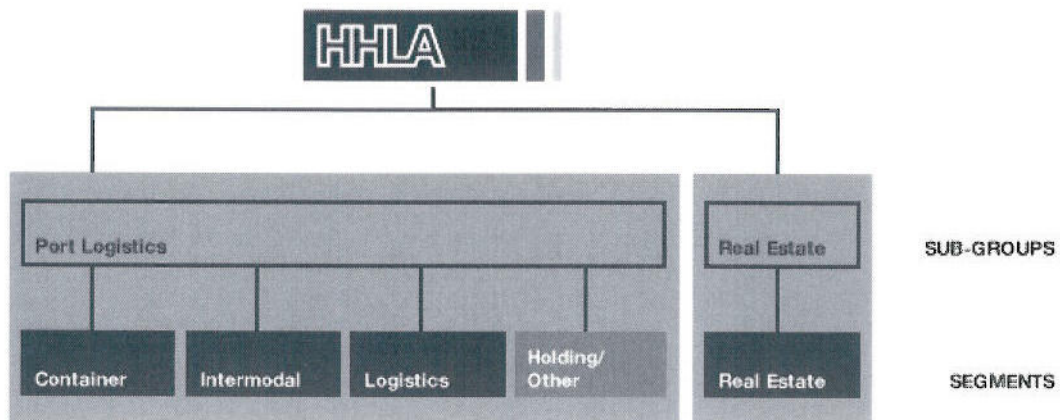 HHLA
Port Logistics
Real Estate
SUB-GROUPS
Container
Intermodal
Logistics
Holding/
Other
Real Estate
SEGMENTS